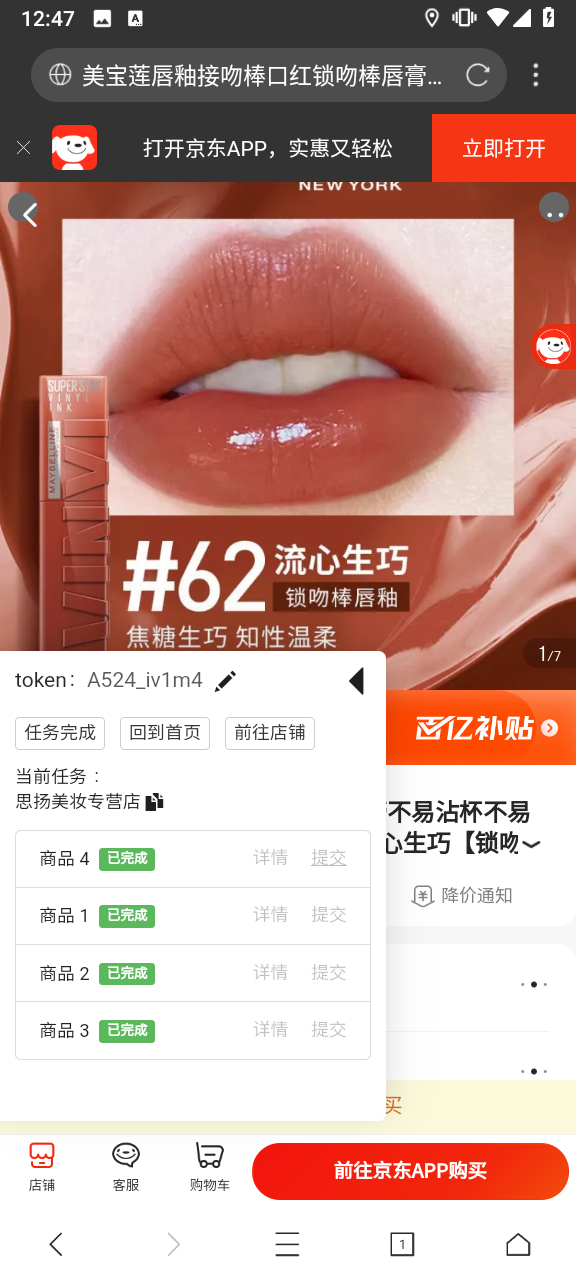 12:47
美宝莲唇釉接吻棒口红锁吻棒唇膏...
打开京东APP，实惠又轻松
立即打开
NEW YORK
SUPERSTAY
VINYL
INK
MAYBELLINE
#62
流心生巧
锁吻棒唇釉
焦糖生巧 知性温柔
1/7
token： A524_iv1m4
任务完成
回到首页
前往店铺
百亿补贴
当前任务：
思扬美妆专营店
不易沾杯不易
心生巧【锁吻
商品 4 已完成 详情 提交
降价通知
商品 1 已完成 详情 提交
商品 2 已完成 详情 提交
商品 3 已完成 详情 提交
买
店铺
客服
购物车
前往京东APP购买
1